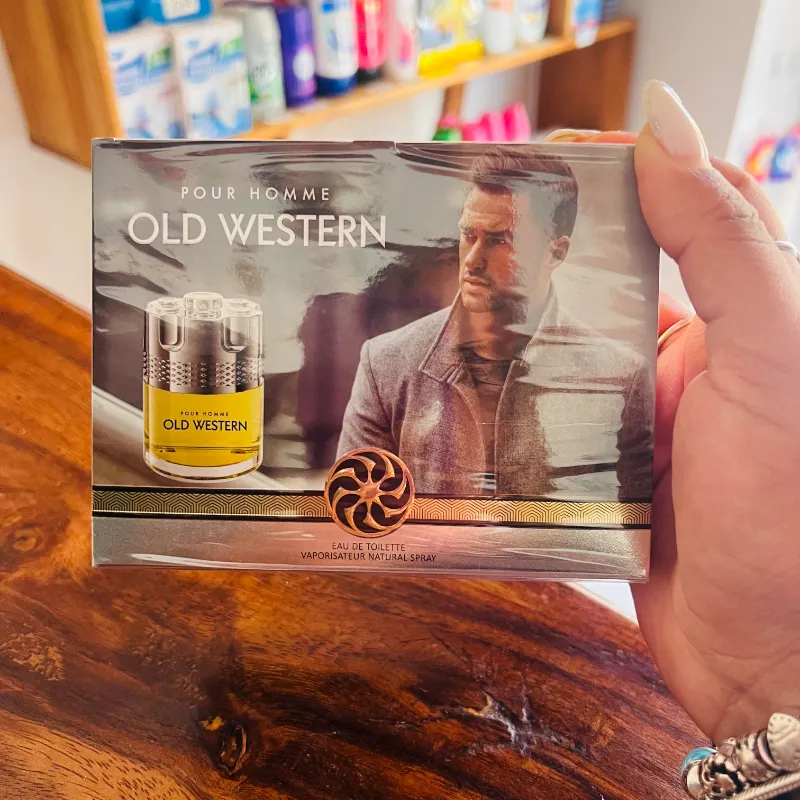 POUR HOMME
OLD WESTERN
POUR HOMME
OLD WESTERN
EAU DE TOILETTE
VAPORISATEUR NATURAL SPRAY